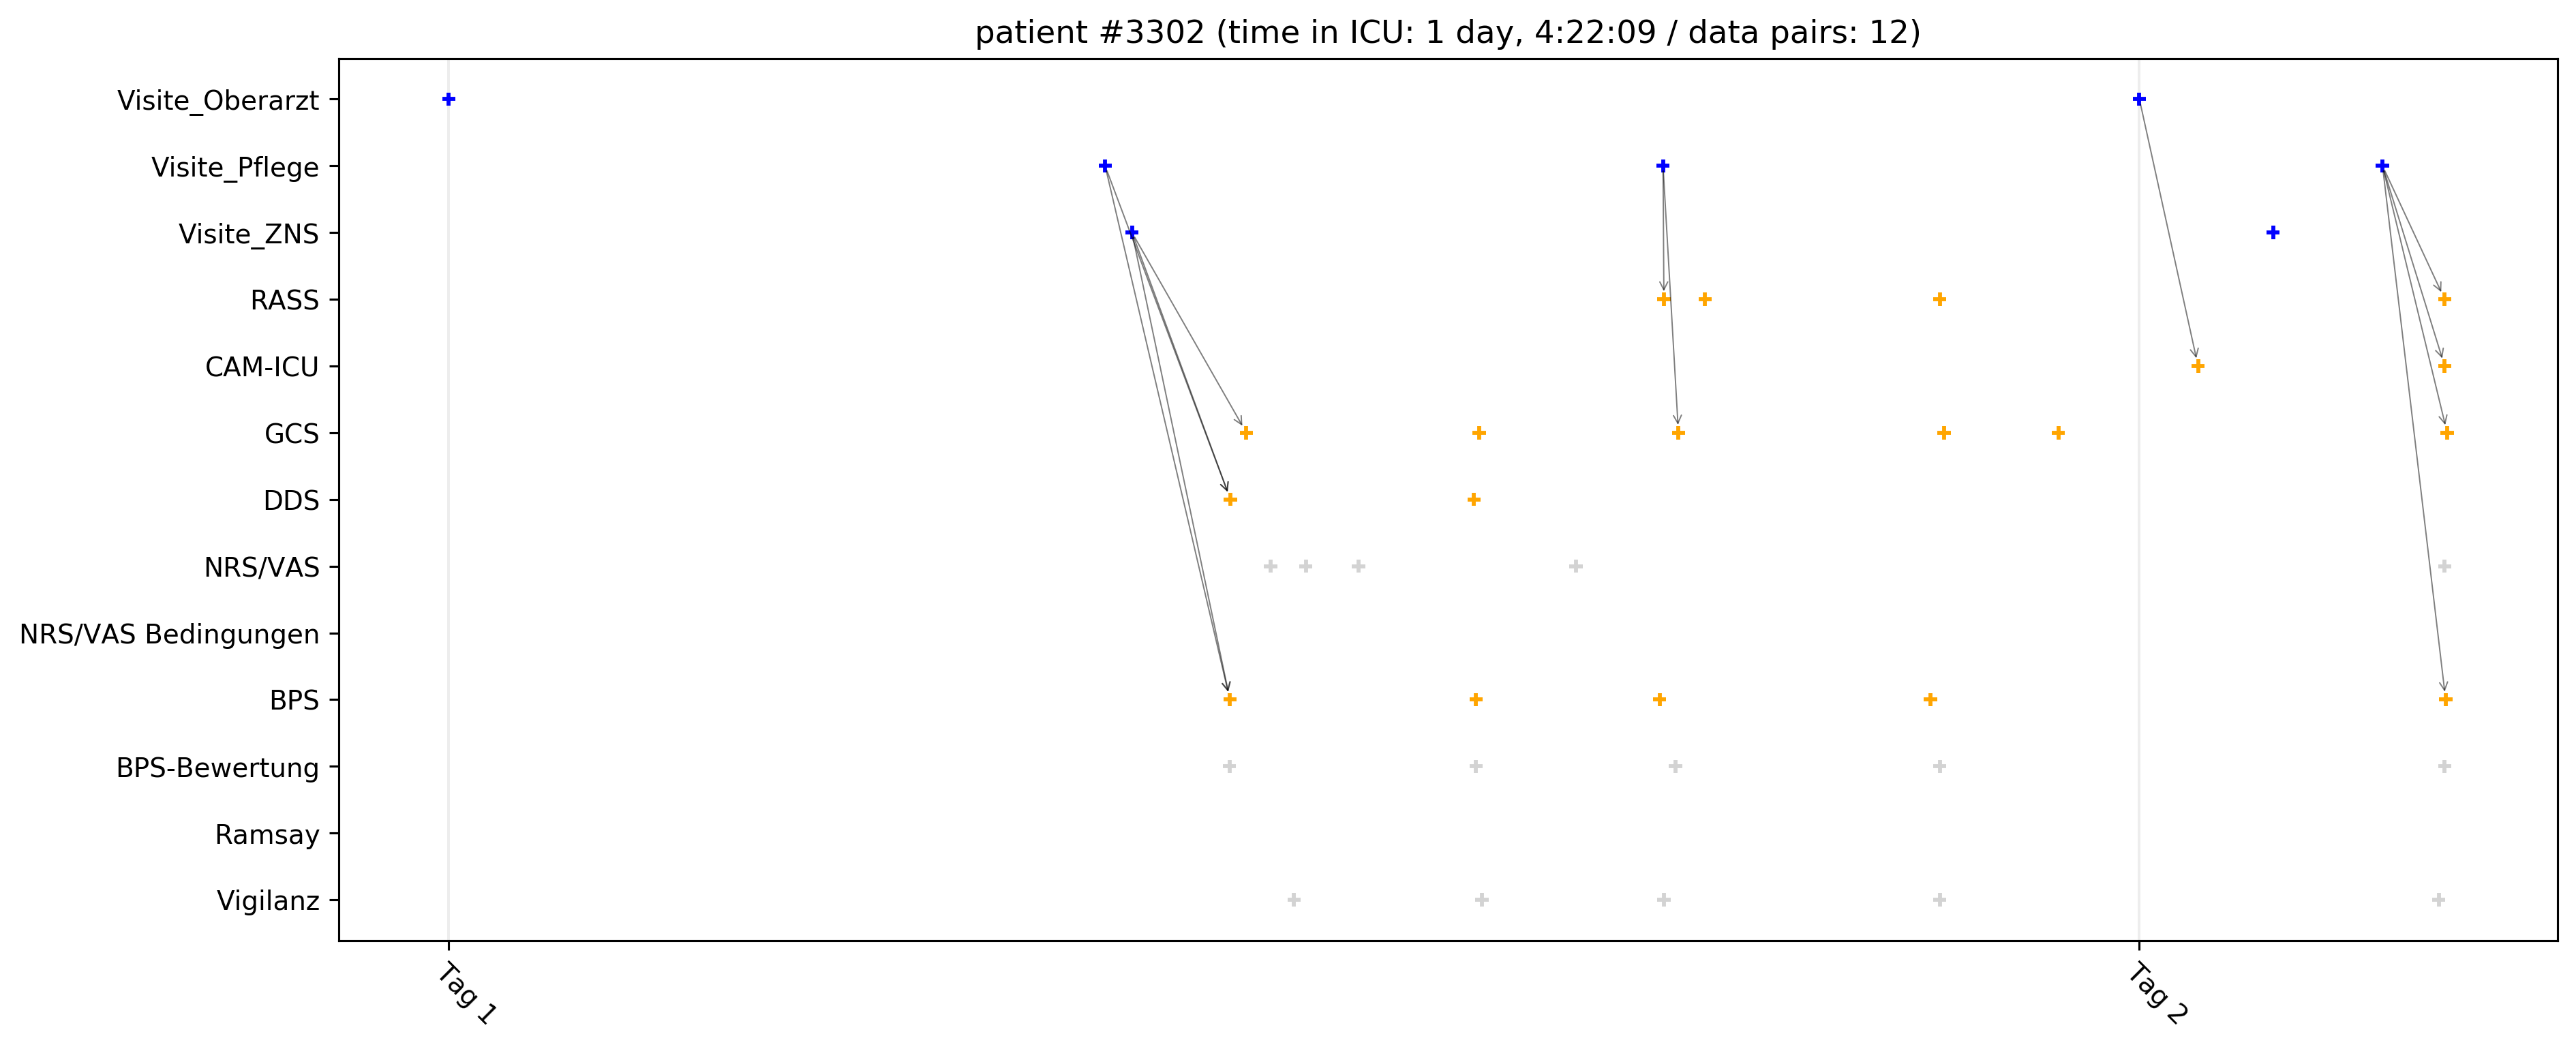 patient #3302 (time in ICU: 1 day, 4:22:09 / data pairs: 12)
Visite_Oberarzt
Visite_Pflege
Visite_ZNS
RASS
CAM-ICU
GCS
DDS
NRS/VAS
NRS/VAS Bedingungen
BPS
BPS-Bewertung
Ramsay
Vigilanz
Tag 1
Tag 2